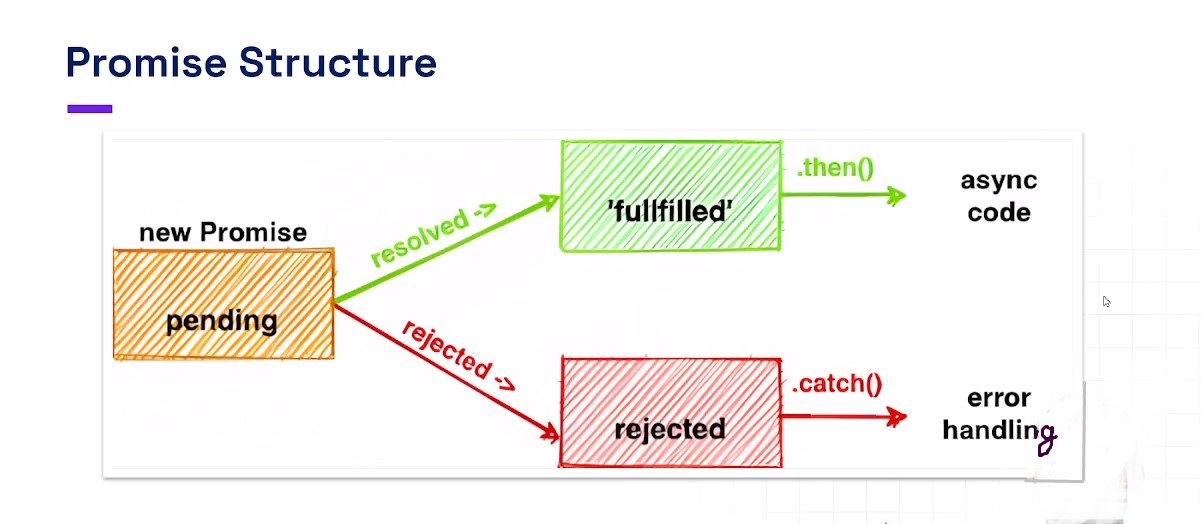 Promise Structure
new Promise
pending
resolved ->
rejected ->
'fullfilled'
.then()
async
code
rejected
.catch()
error
handling